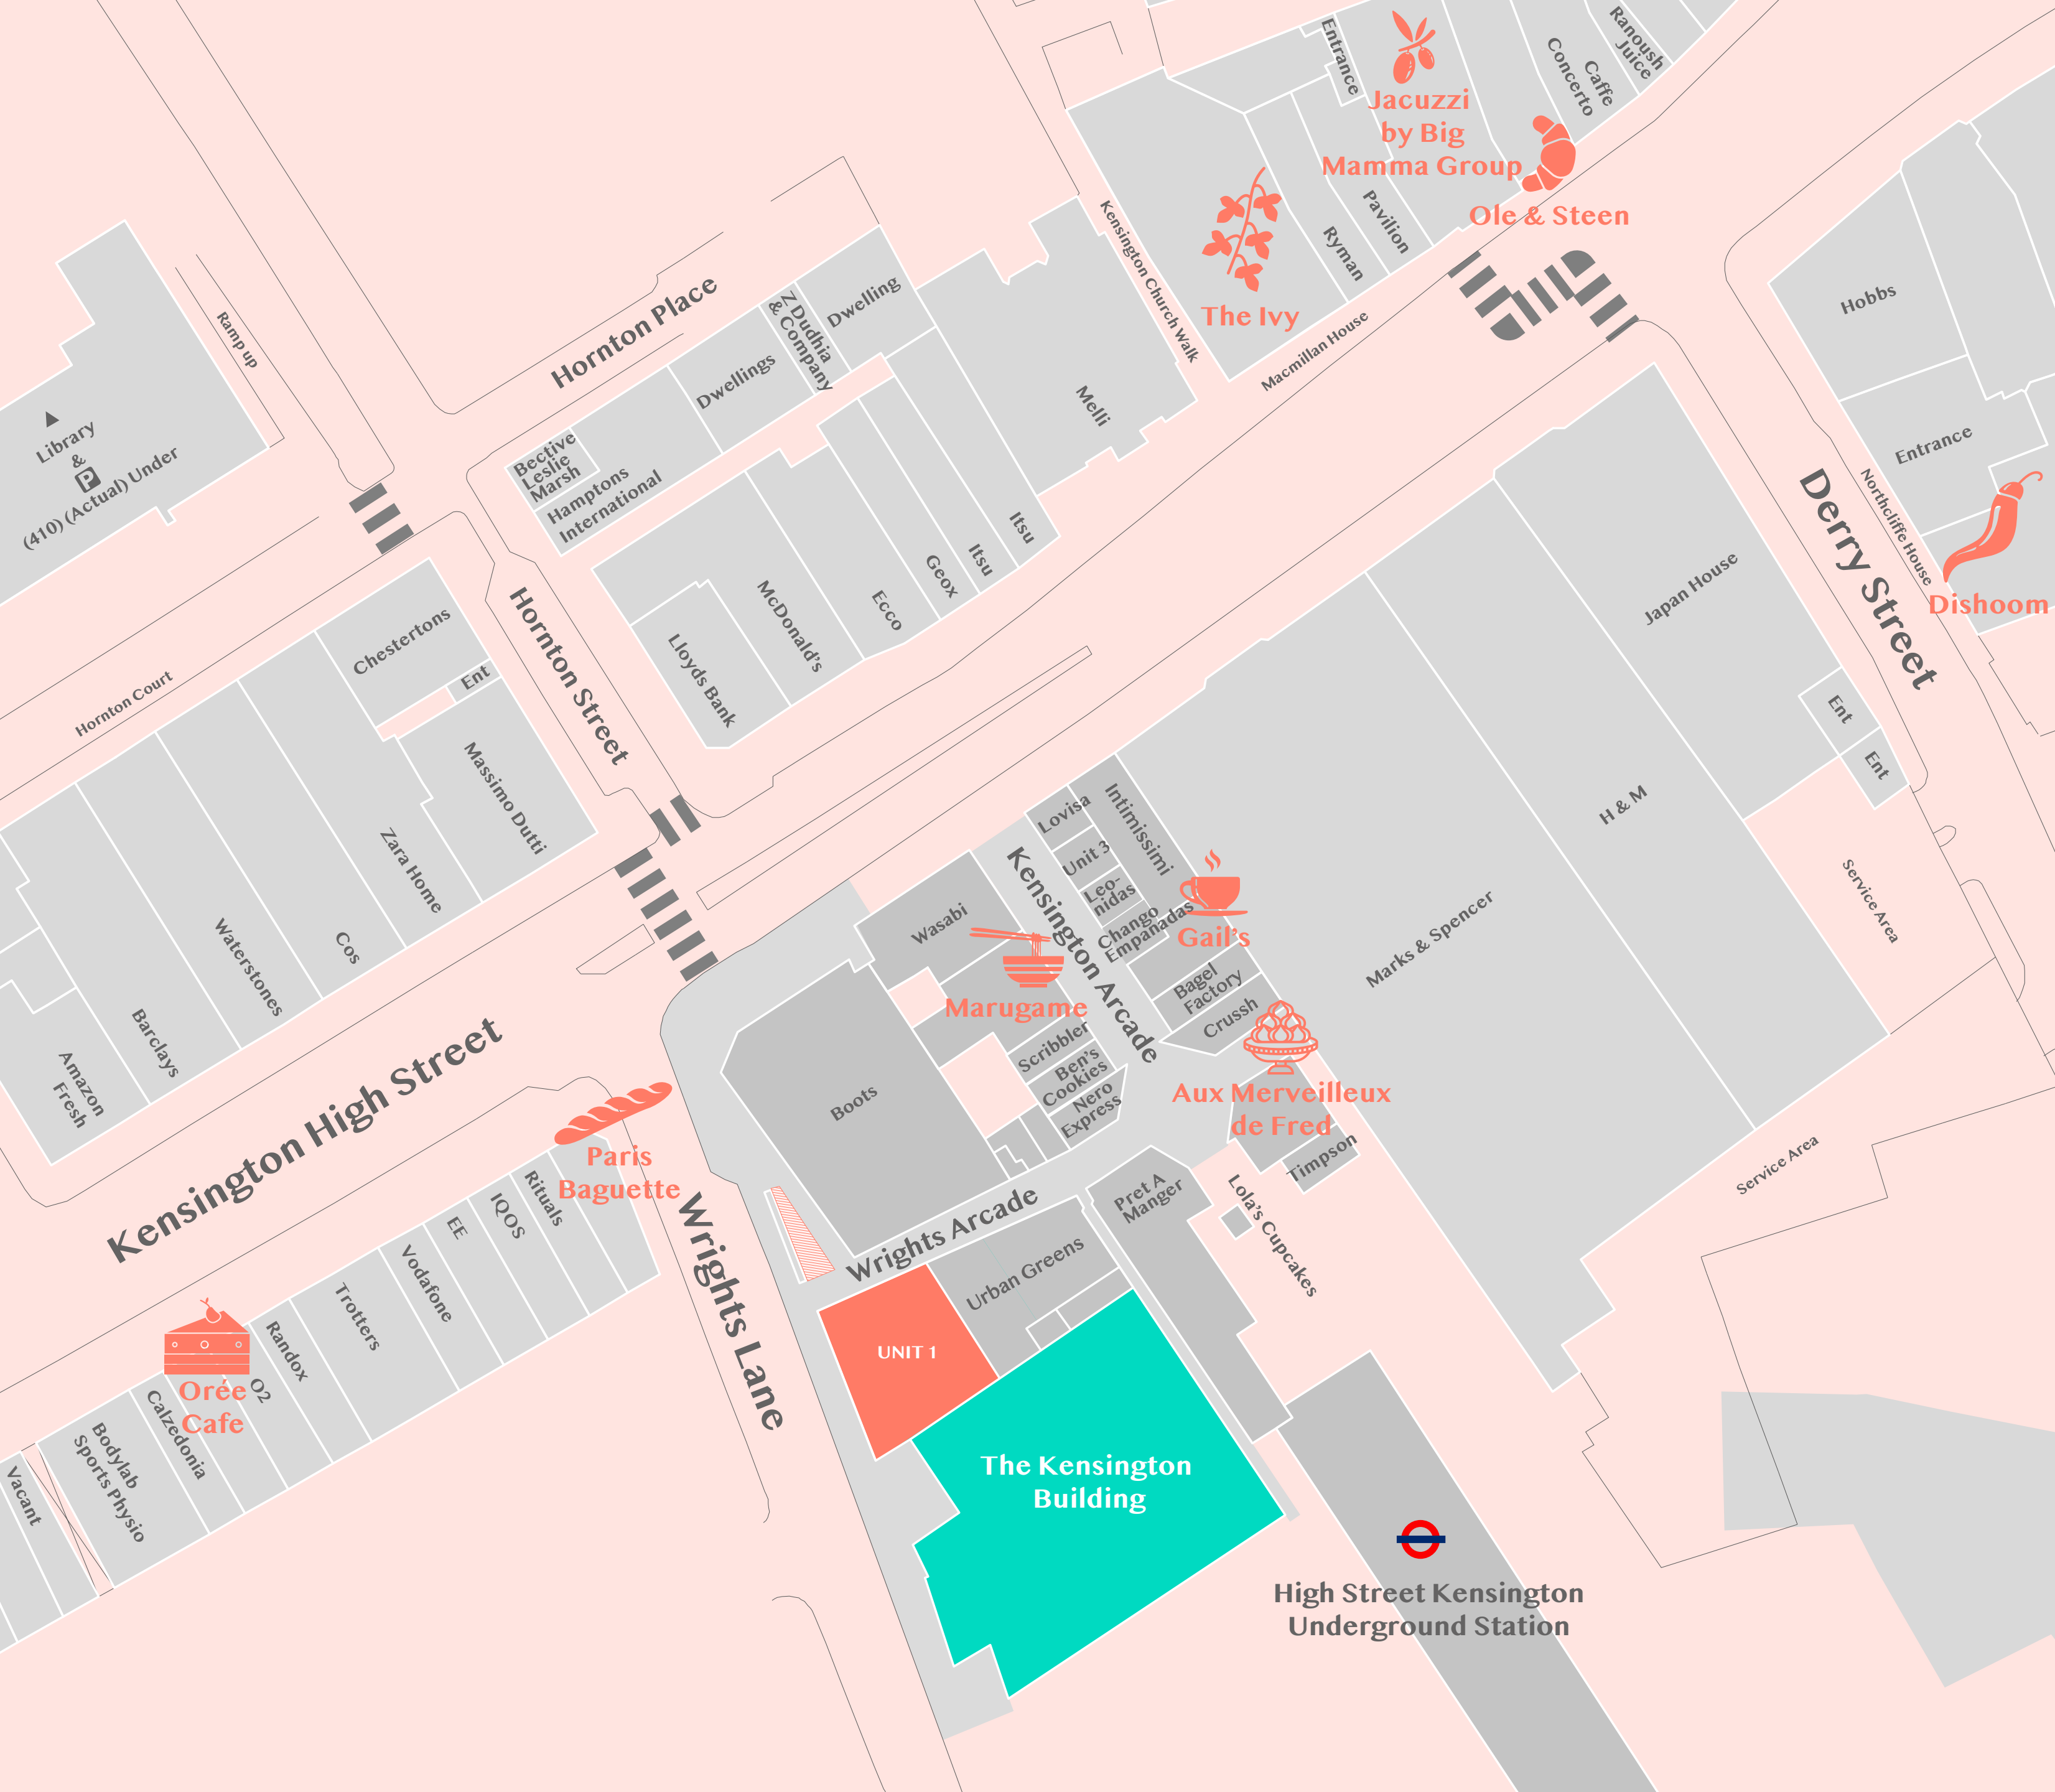 Entrance
Ranoush
Juice
Caffe
Concerto
Jacuzzi
by Big
Mamma Group
Ole & Steen
Pavilion
Ryman
The Ivy
Macmillan House
Kensington Church Walk
Hobbs
Entrance
Northcliffe House
Dishoom
Derry Street
Ramp up
Hornton Place
Dwelling
Z Dudhia
& Company
Dwellings
Bective
Leslie
Marsh
Hamptons
International
Melli
Itsu
Itsu
Geox
Ecco
McDonald's
Lloyds Bank
Library
&
P
(410) (Actual) Under
Hornton Court
Chestertons
Ent
Hornton Street
Massimo Dutti
Zara Home
Cos
Waterstones
Barclays
Amazon
Fresh
Japan House
Ent
Ent
H & M
Service Area
Marks & Spencer
Service Area
Lovisa
Intimissimi
Unit 3
Leo-
nidas
Chango
Empanadas
Gail's
Bagel
Factory
Crussh
Kensington Arcade
Wasabi
Marugame
Scribbler
Ben's
Cookies
Nero
Express
Boots
Aux Merveilleux
de Fred
Timpson
Lola's Cupcakes
Pret A
Manger
Kensington High Street
Paris
Baguette
Rituals
IQOS
EE
Vodafone
Trotters
Randox
O2
Orée
Cafe
Calzedonia
Bodylab
Sports Physio
Vacant
Wrights Lane
Wrights Arcade
Urban Greens
UNIT 1
The Kensington
Building
High Street Kensington
Underground Station